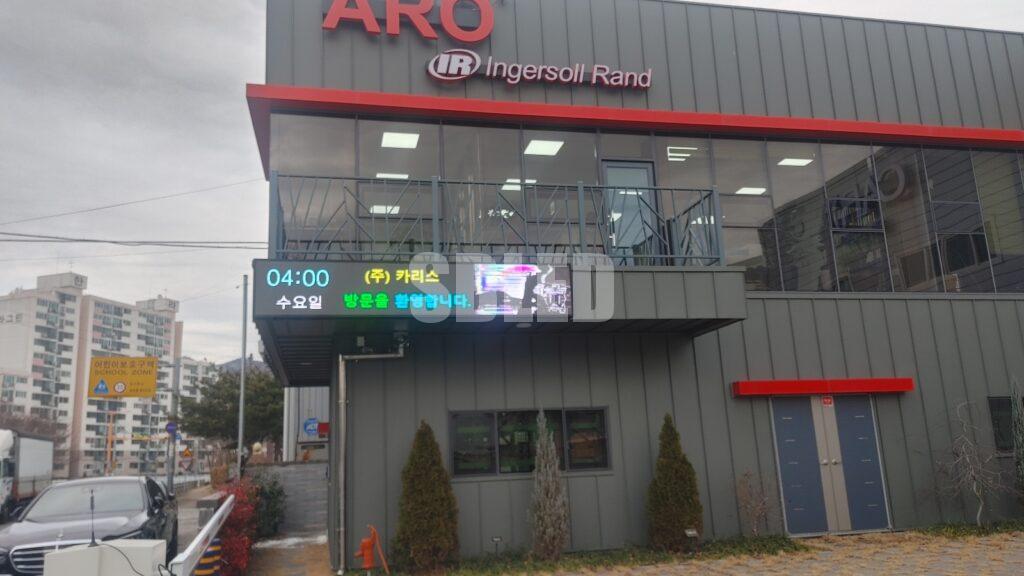 ARO
IR Ingersoll Rand
04:00
(주) 카리스
수요일
방문을 환영합니다.
어린이보호구역
SCHOOL ZONE